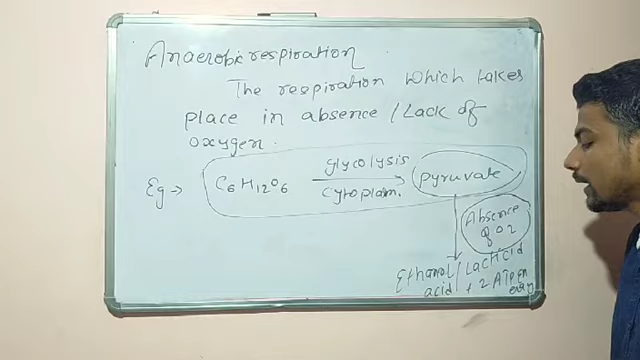 Anaerobic respiration
The respiration which takes
place in absence / Lack of
oxygen.
Eg → C6H12O6 glycolysis cytoplasm. pyruvate
Absence
of O2
Ethanol / Lactic
acid + 2 ATP